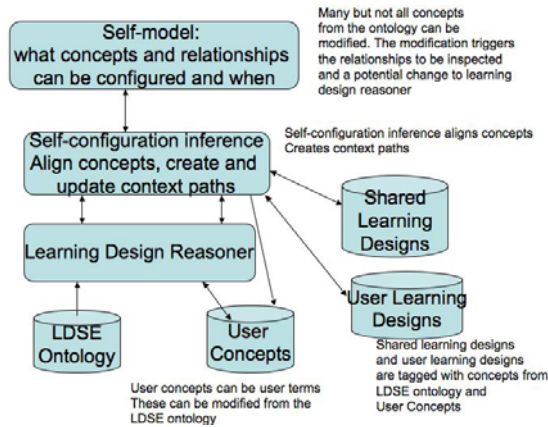 Self-model:
what concepts and relationships
can be configured and when
Many but not all concepts
from the ontology can be
modified. The modification triggers
the relationships to be inspected
and a potential change to learning
design reasoner
Self-configuration inference
Align concepts, create and
update context paths
Self-configuration inference aligns concepts
Creates context paths
Shared
Learning
Designs
Learning Design Reasoner
User Learning
Designs
LDSE
Ontology
User
Concepts
Shared learning designs
and user learning designs
are tagged with concepts from
LDSE ontology and
User Concepts
User concepts can be user terms
These can be modified from the
LDSE ontology